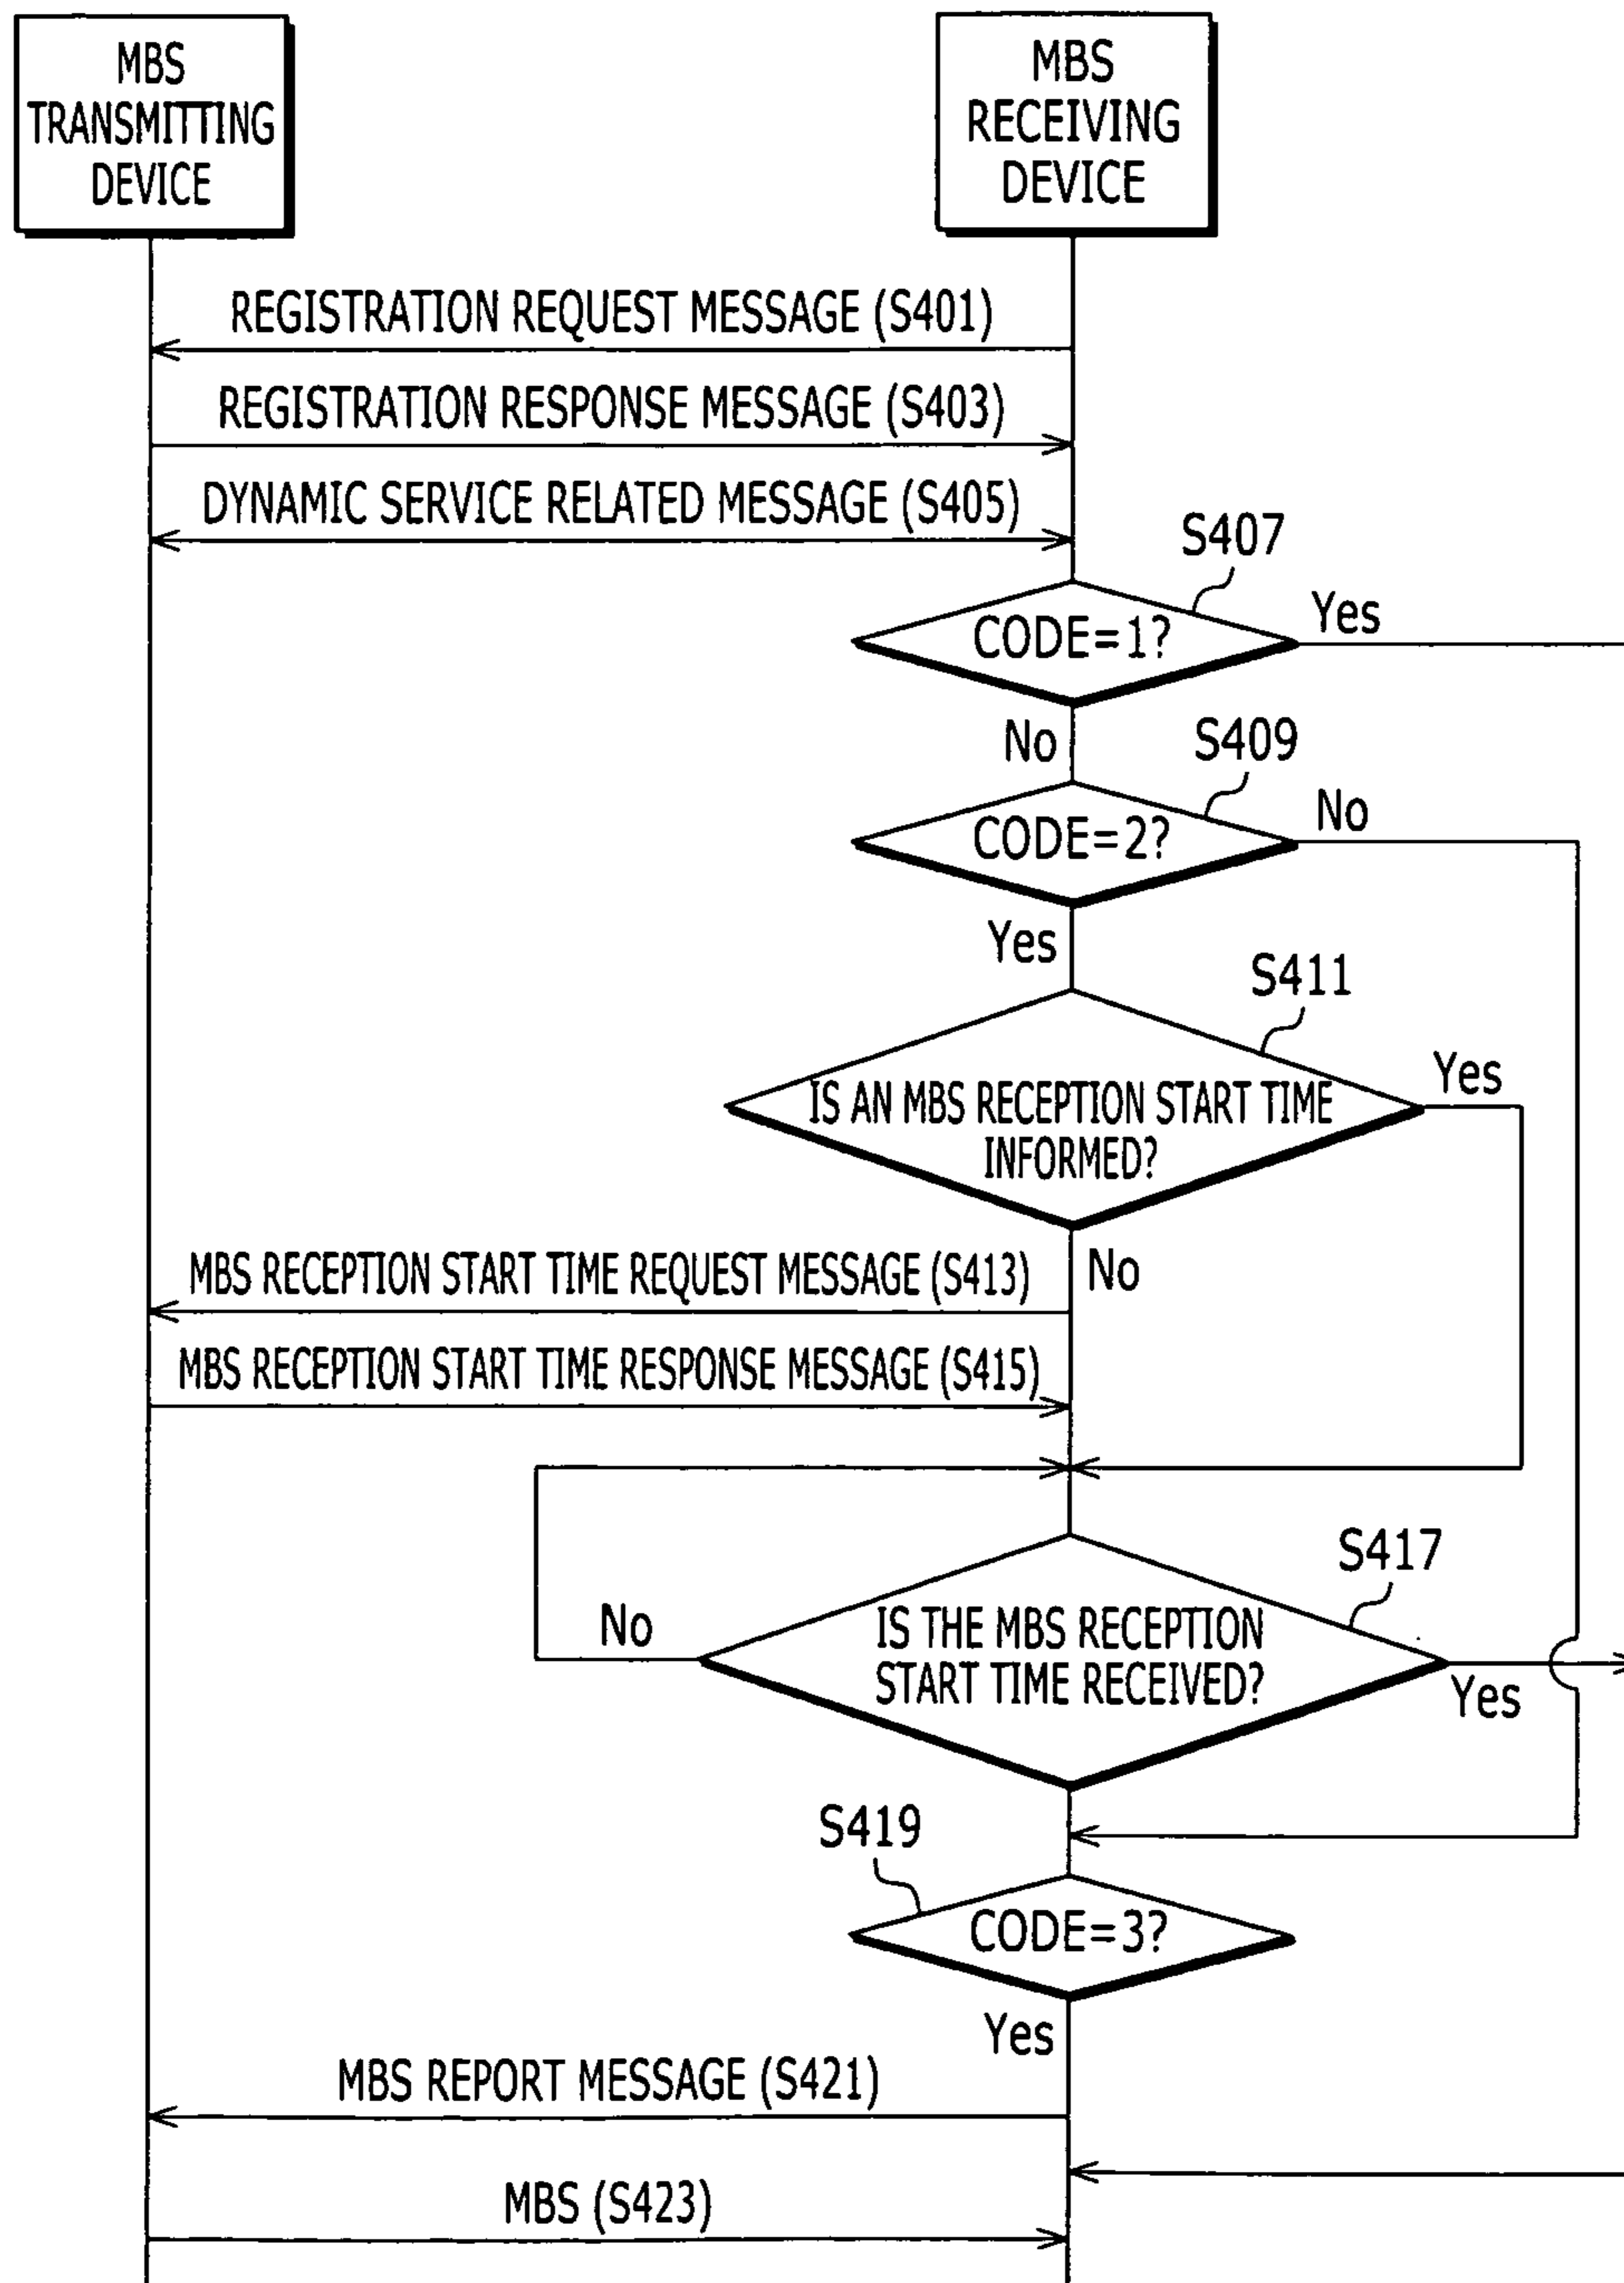 MBS
TRANSMITTING
DEVICE
MBS
RECEIVING
DEVICE
REGISTRATION REQUEST MESSAGE (S401)
REGISTRATION RESPONSE MESSAGE (S403)
DYNAMIC SERVICE RELATED MESSAGE (S405)
S407
CODE=1?
Yes
No
S409
CODE=2?
No
Yes
S411
IS AN MBS RECEPTION START TIME
INFORMED?
Yes
No
MBS RECEPTION START TIME REQUEST MESSAGE (S413)
MBS RECEPTION START TIME RESPONSE MESSAGE (S415)
S417
IS THE MBS RECEPTION
START TIME RECEIVED?
No
Yes
S419
CODE=3?
Yes
MBS REPORT MESSAGE (S421)
MBS (S423)